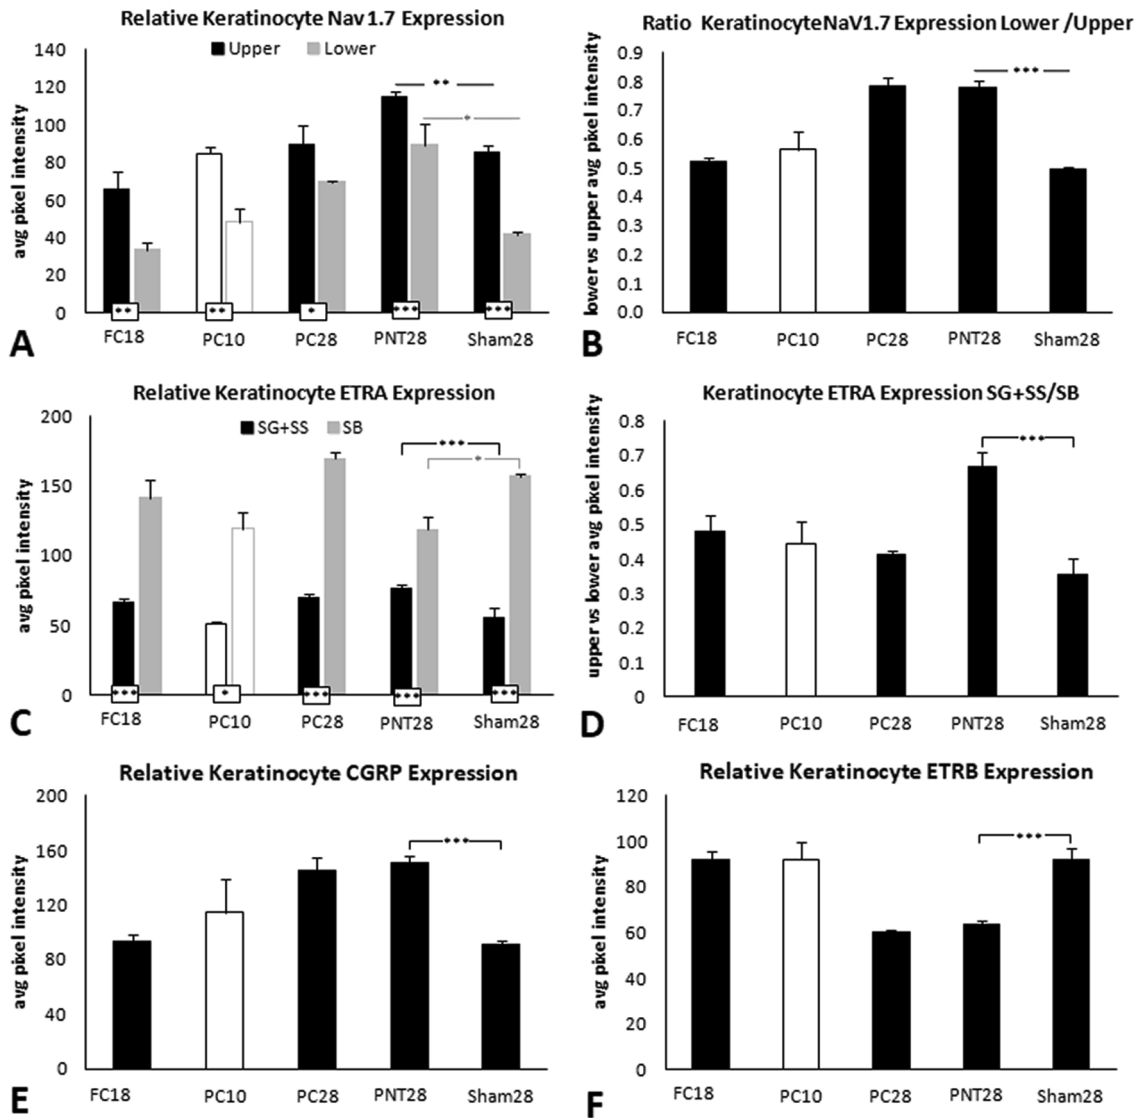 Relative Keratinocyte Nav1.7 Expression
Upper Lower
avg pixel intensity
140
120
100
80
60
40
20
0
** *
** ** * *** ***
FC18 PC10 PC28 PNT28 Sham28
A
Ratio KeratinocyteNaV1.7 Expression Lower /Upper
lower vs upper avg pixel intensity
0.9
0.8
0.7
0.6
0.5
0.4
0.3
0.2
0.1
0.0
***
FC18 PC10 PC28 PNT28 Sham28
B
Relative Keratinocyte ETRA Expression
SG+SS SB
avg pixel intensity
200
150
100
50
0
*** *
*** * *** *** ***
FC18 PC10 PC28 PNT28 Sham28
C
Keratinocyte ETRA Expression SG+SS/SB
upper vs lower avg pixel intensity
0.8
0.7
0.6
0.5
0.4
0.3
0.2
0.1
0
***
FC18 PC10 PC28 PNT28 Sham28
D
Relative Keratinocyte CGRP Expression
avg pixel intensity
200
160
120
80
40
0
***
FC18 PC10 PC28 PNT28 Sham28
E
Relative Keratinocyte ETRB Expression
avg pixel intensity
120
100
80
60
40
20
0
***
FC18 PC10 PC28 PNT28 Sham28
F